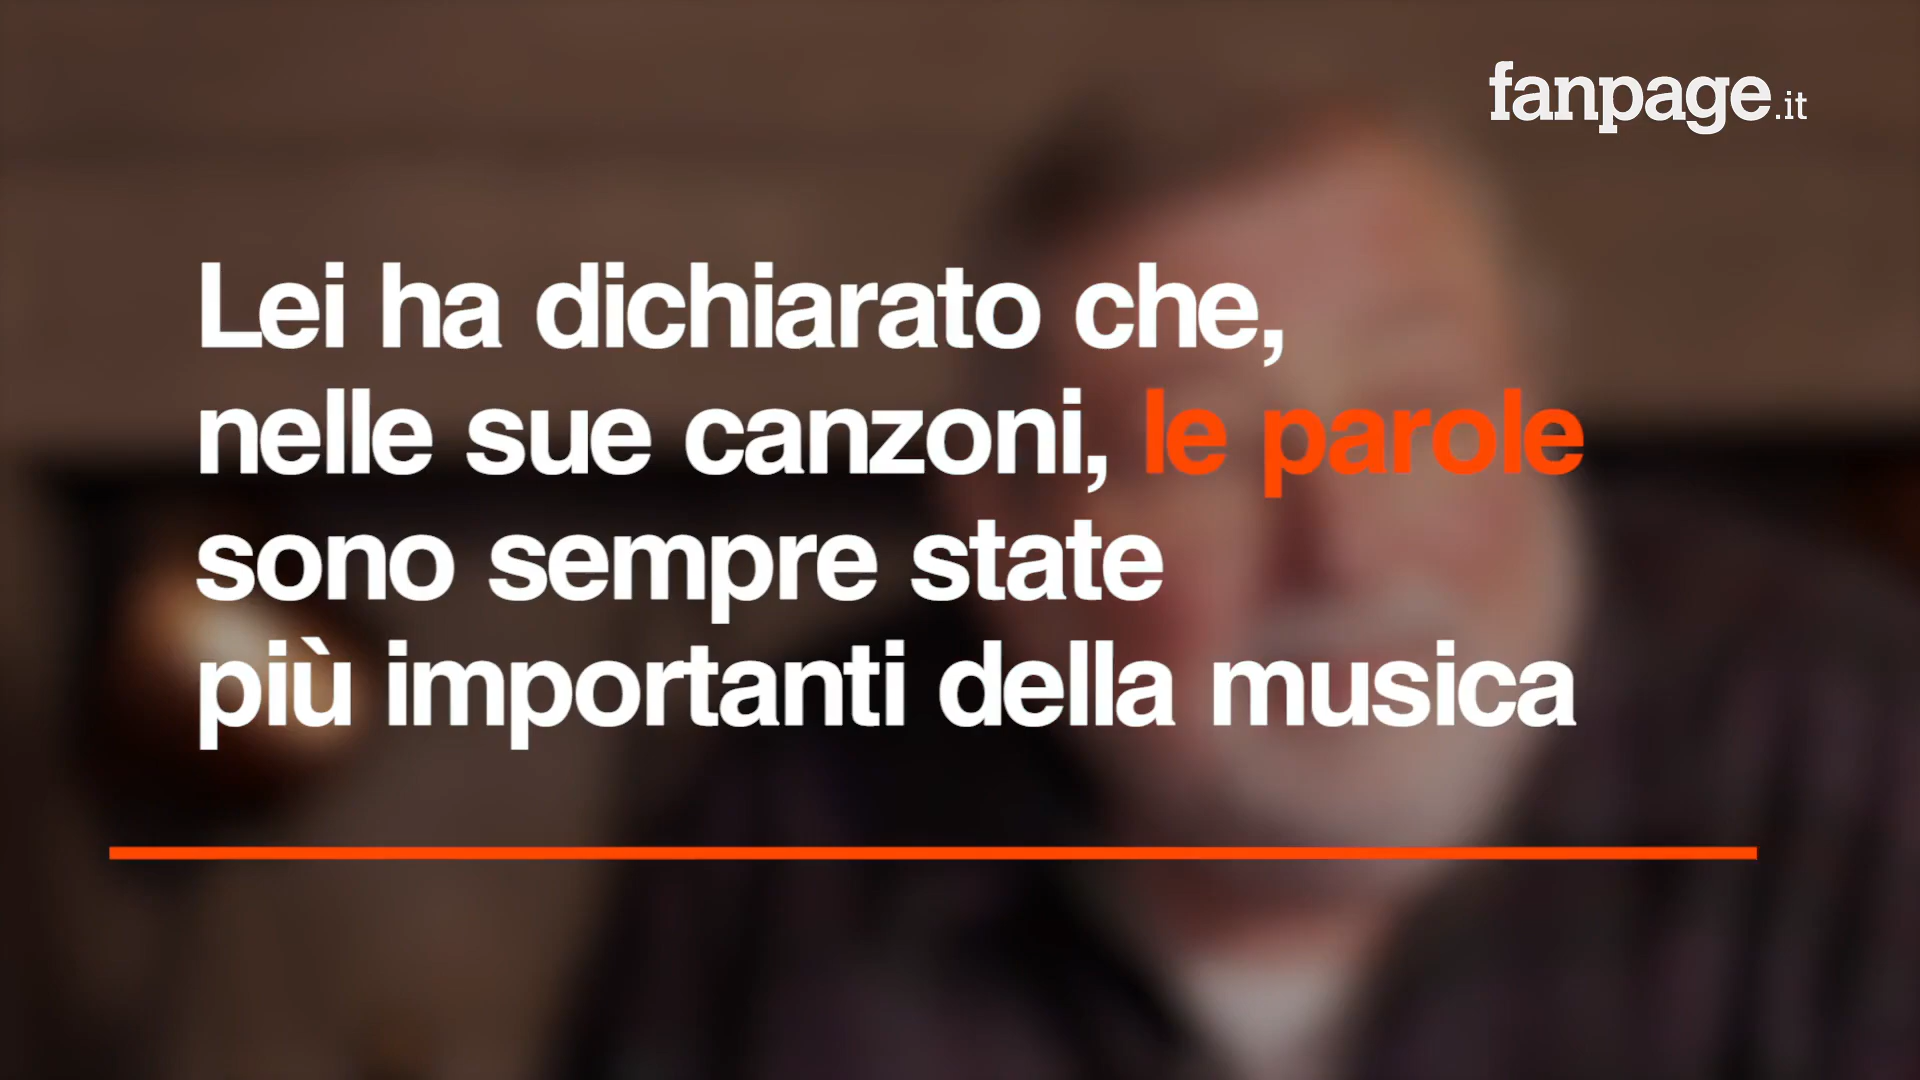 fanpage.it
Lei ha dichiarato che,
nelle sue canzoni, le parole
sono sempre state
più importanti della musica